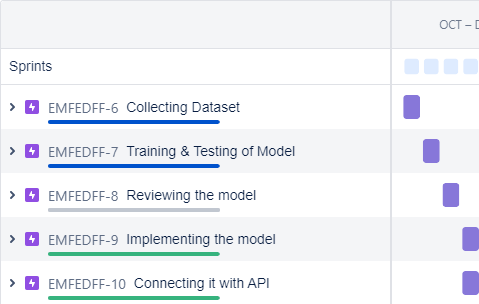 OCT –
Sprints
EMFEDFF-6 Collecting Dataset
EMFEDFF-7 Training & Testing of Model
EMFEDFF-8 Reviewing the model
EMFEDFF-9 Implementing the model
EMFEDFF-10 Connecting it with API